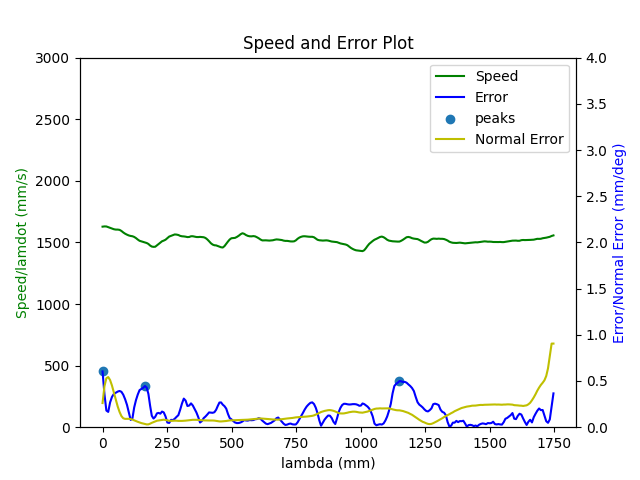 Speed and Error Plot
3000
2500
2000
1500
1000
500
0
Speed/lamdot (mm/s)
4.0
3.5
3.0
2.5
2.0
1.5
1.0
0.5
0.0
Error/Normal Error (mm/deg)
Speed
Error
peaks
Normal Error
0 250 500 750 1000 1250 1500 1750
lambda (mm)